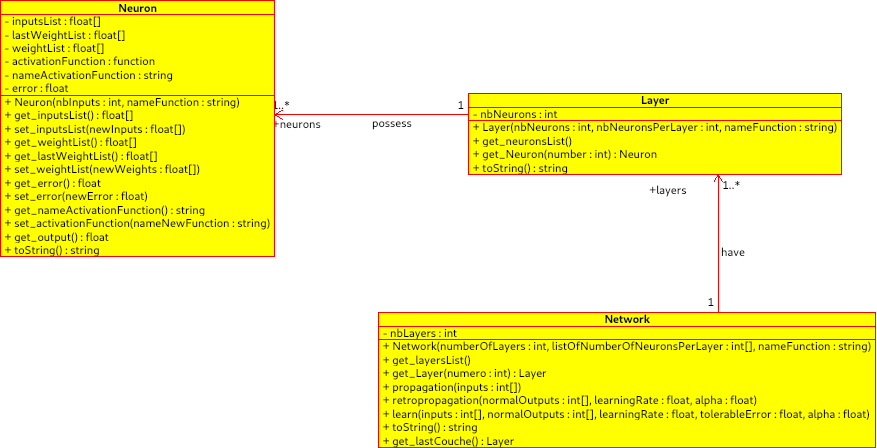 Neuron
- inputsList : float[]
- lastWeightList : float[]
- weightList : float[]
- activationFunction : function
- nameActivationFunction : string
- error : float
+ Neuron(nbInputs : int, nameFunction : string)
+ get_inputsList() : float[]
+ set_inputsList(newInputs : float[])
+ get_weightList() : float[]
+ get_lastWeightList() : float[]
+ set_weightList(newWeights : float[])
+ get_error() : float
+ set_error(newError : float)
+ get_nameActivationFunction() : string
+ set_activationFunction(nameNewFunction : string)
+ get_output() : float
+ toString() : string
1..*
+neurons
possess
1
Layer
- nbNeurons : int
+ Layer(nbNeurons : int, nbNeuronsPerLayer : int, nameFunction : string)
+ get_neuronsList()
+ get_Neuron(number : int) : Neuron
+ toString() : string
+layers
1..*
have
1
Network
- nbLayers : int
+ Network(numberOfLayers : int, listOfNumberOfNeuronsPerLayer : int[], nameFunction : string)
+ get_layersList()
+ get_Layer(numero : int) : Layer
+ propagation(inputs : int[])
+ retropropagation(normalOutputs : int[], learningRate : float, alpha : float)
+ learn(inputs : int[], normalOutputs : int[], learningRate : float, tolerableError : float, alpha : float)
+ toString() : string
+ get_lastCouche() : Layer